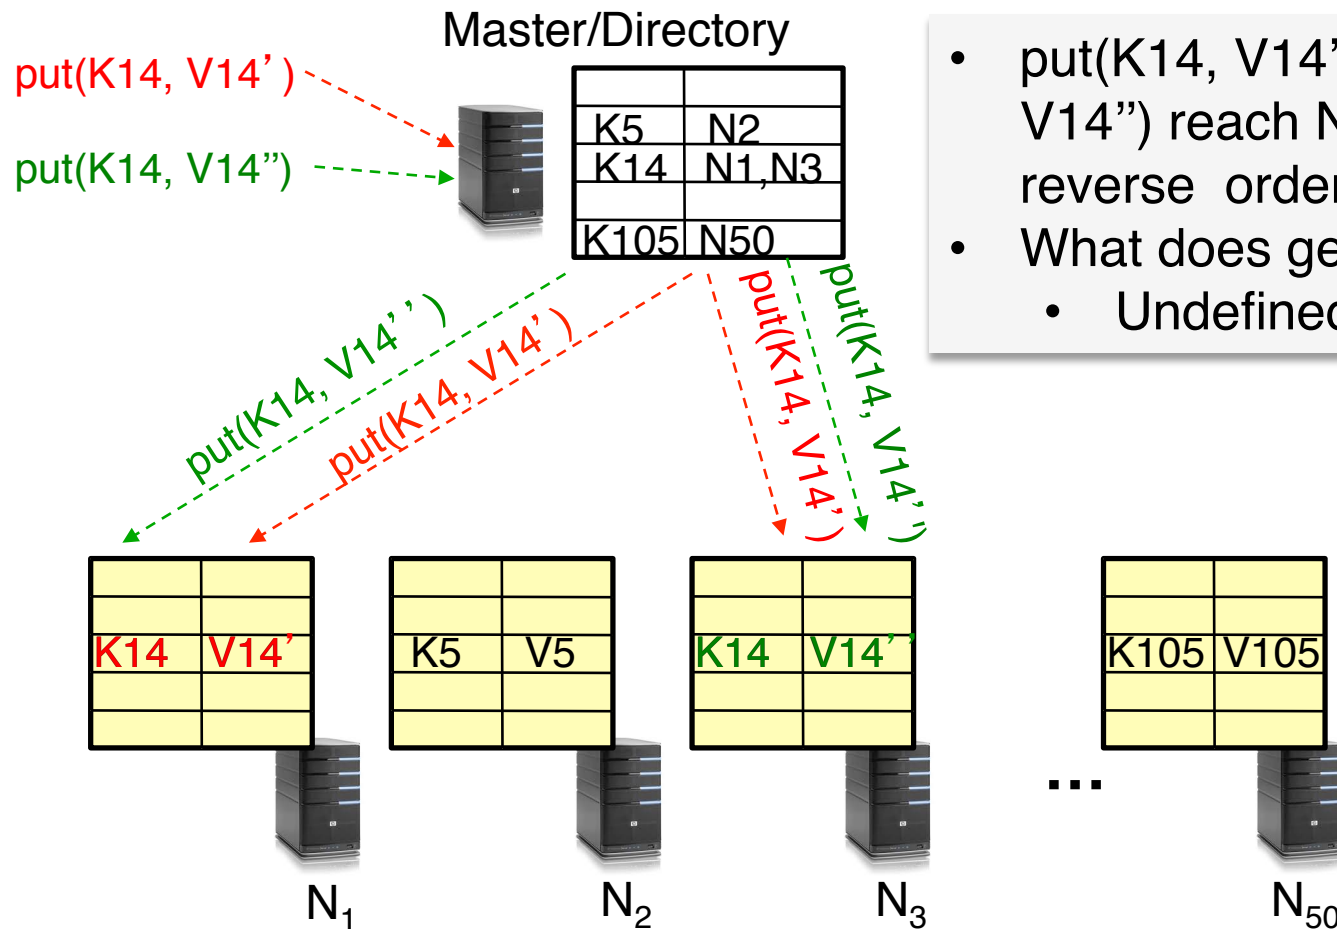 Master/Directory
put(K14, V14’ )
put(K14, V14’’)
K5 N2
K14 N1,N3
K105 N50
• put(K14, V14’
V14’’) reach N
reverse order
• What does ge
• Undefined
put(K14, V14’’)
put(K14, V14’)
put(K14, V14’)
put(K14, V14’')
K14 V14’
K5 V5
K14 V14’’
K105 V105
...
N1
N2
N3
N50